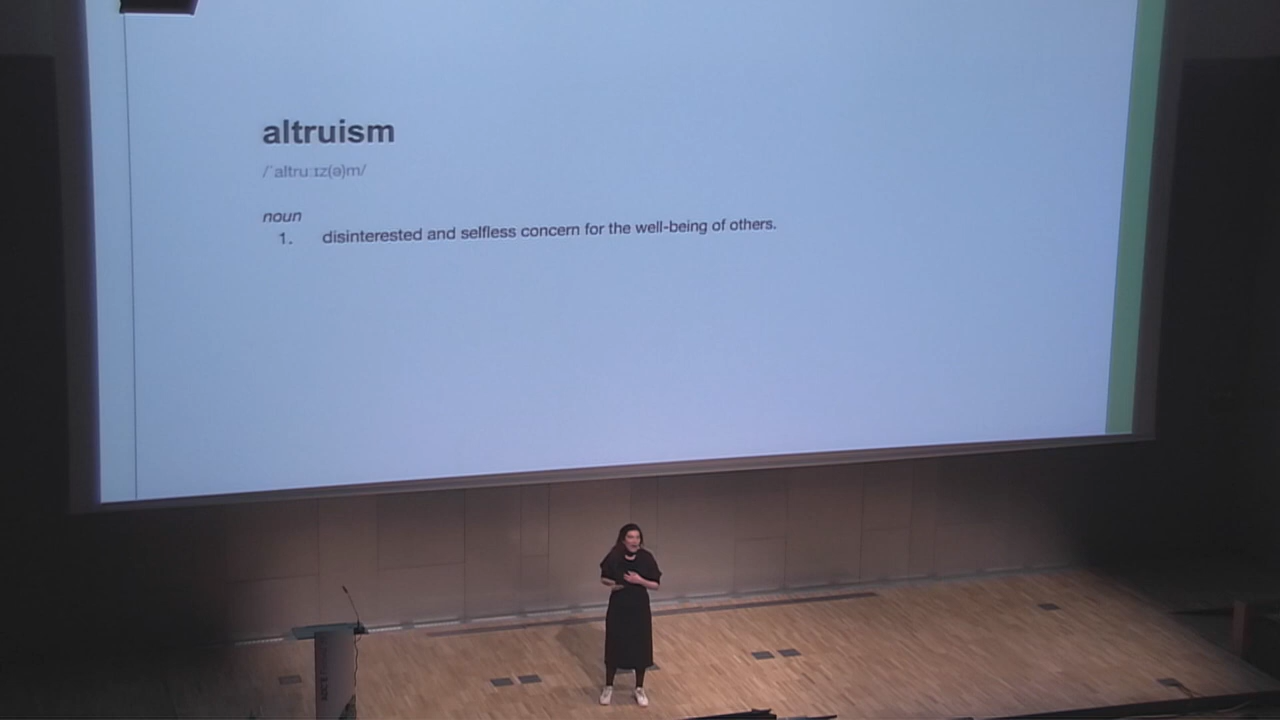 altruism
/ˈaltruːɪz(ə)m/
noun
1. disinterested and selfless concern for the well-being of others.